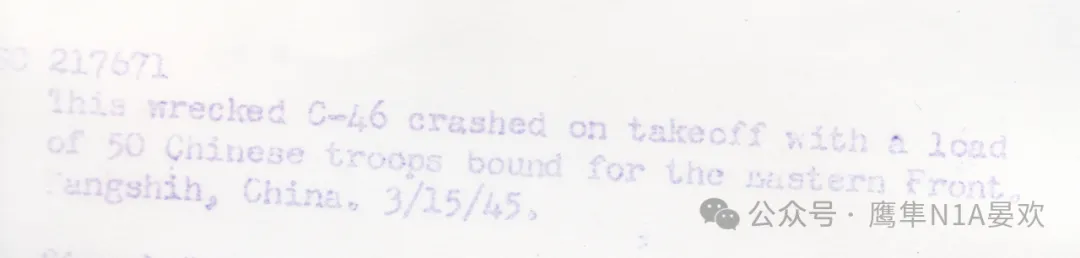 SC 217671
This wrecked C-46 crashed on takeoff with a load
of 50 Chinese troops bound for the Eastern Front,
angshih, China. 3/15/45.
公众号 · 鹰隼N1A晏欢